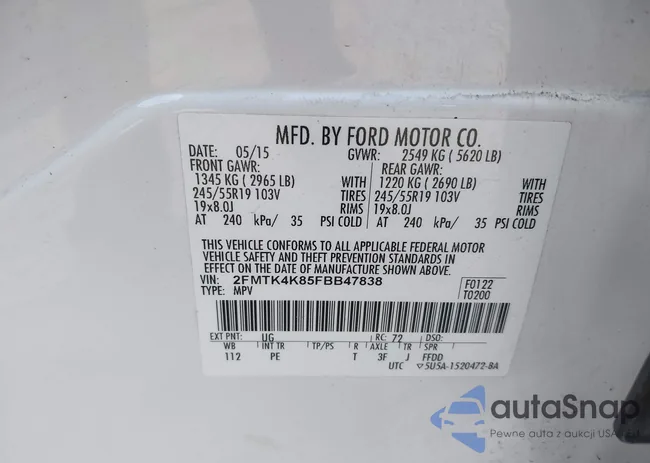 MFD. BY FORD MOTOR CO.
DATE: 05/15 GVWR: 2549 KG ( 5620 LB)
FRONT GAWR: REAR GAWR:
1345 KG ( 2965 LB) WITH 1220 KG ( 2690 LB) WITH
245/55R19 103V TIRES 245/55R19 103V TIRES
19x8.0J RIMS 19x8.0J RIMS
AT 240 kPa/ 35 PSI COLD AT 240 kPa/ 35 PSI COLD
THIS VEHICLE CONFORMS TO ALL APPLICABLE FEDERAL MOTOR
VEHICLE SAFETY AND THEFT PREVENTION STANDARDS IN
EFFECT ON THE DATE OF MANUFACTURE SHOWN ABOVE.
VIN: 2FMTK4K85FBB47838 F0122
TYPE: MPV T0200
EXT PNT: UG RC: 72 DSO:
WB INT TR TP/PS R AXLE TR SPR
112 PE T 3F J FFDD
UTC ▽5USA-1520472-BA
autoSnap
Pewne auta z aukcji USA